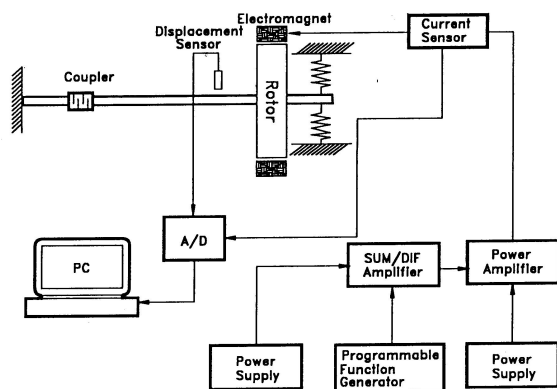 Electromagnet
Displacement
Sensor
Current
Sensor
Coupler
Rotor
A/D
PC
SUM/DIF
Amplifier
Power
Amplifier
Power
Supply
Programmable
Function
Generator
Power
Supply